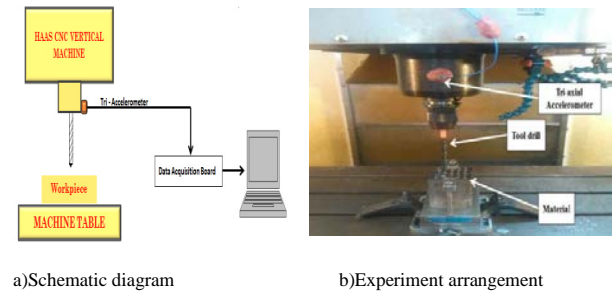 HAAS CNC VERTICAL
MACHINE
Tri - Accelerometer
Data Acquisition Board
Workpiece
MACHINE TABLE
Tri-axial
Accelerometer
Tool drill
Material
a)Schematic diagram
b)Experiment arrangement